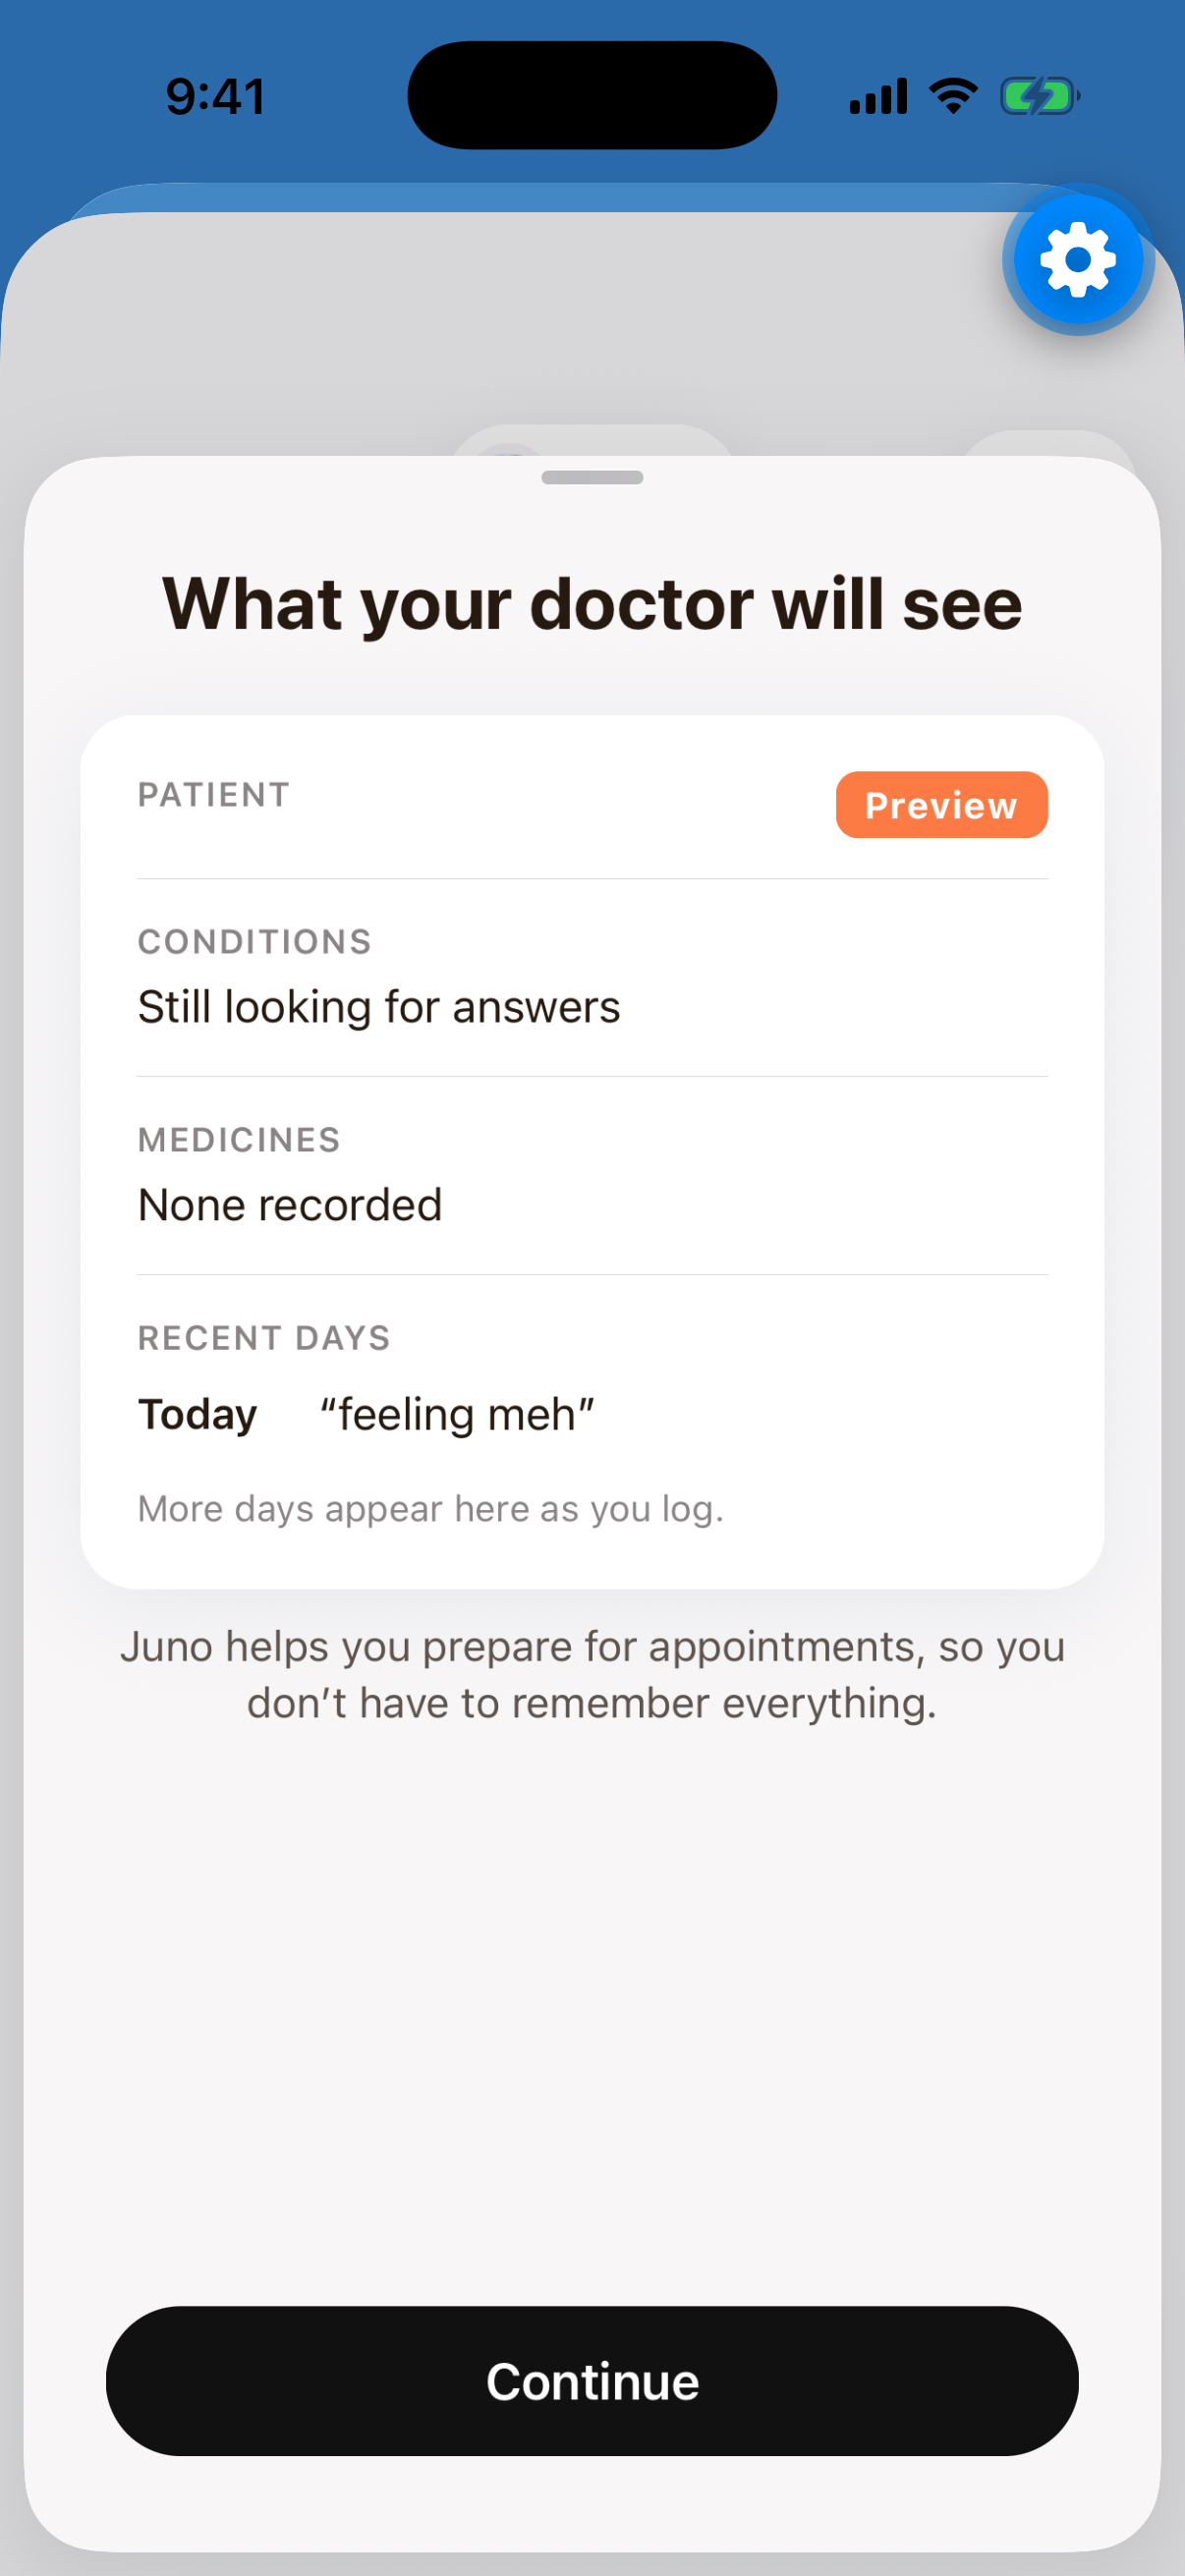 9:41
What your doctor will see
PATIENT
Preview
CONDITIONS
Still looking for answers
MEDICINES
None recorded
RECENT DAYS
Today “feeling meh”
More days appear here as you log.
Juno helps you prepare for appointments, so you
don’t have to remember everything.
Continue